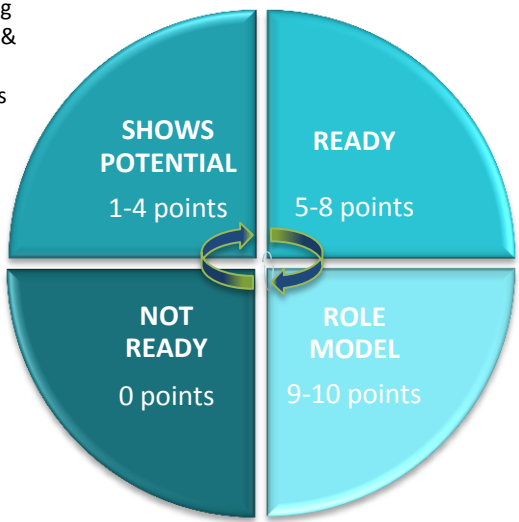 g
&
s
SHOWS
POTENTIAL
1-4 points
READY
5-8 points
NOT
READY
0 points
ROLE
MODEL
9-10 points